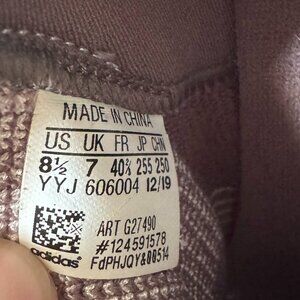 MADE IN CHINA
US UK FR JP CHN
8½ 7 40⅔ 255 250
YYJ 606004 12/19
ART G27490
#124591578
adidas FdPHJQY&00514